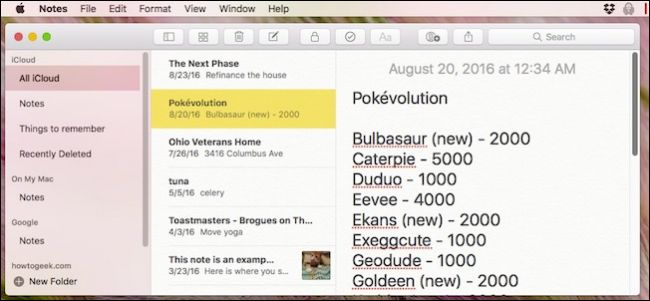 Notes File Edit Format View Window Help
Aa
Search
iCloud
All iCloud
Notes
Things to remember
Recently Deleted
On My Mac
Notes
Google
Notes
howtogeek.com
New Folder
The Next Phase
8/23/16 Refinance the house
Pokévolution
8/20/16 Bulbasaur (new) - 2000
Ohio Veterans Home
7/26/16 3416 Columbus Ave
tuna
5/5/16 celery
Toastmasters - Brogues on Th...
4/3/16 Move yoga
This note is an examp...
3/23/16 Here is where you s...
August 20, 2016 at 12:34 AM
Pokévolution
Bulbasaur (new) - 2000
Caterpie - 5000
Duduo - 1000
Eevee - 4000
Ekans (new) - 2000
Exeggcute - 1000
Geodude - 1000
Goldeen (new) - 2000